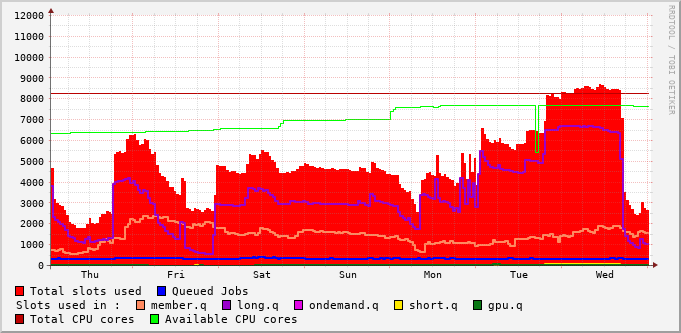 RRDTOOL / TOBI OETIKER
12000
11000
10000
9000
8000
7000
6000
5000
4000
3000
2000
1000
0
Thu Fri Sat Sun Mon Tue Wed
Total slots used Queued Jobs
Slots used in : member.q long.q ondemand.q short.q gpu.q
Total CPU cores Available CPU cores